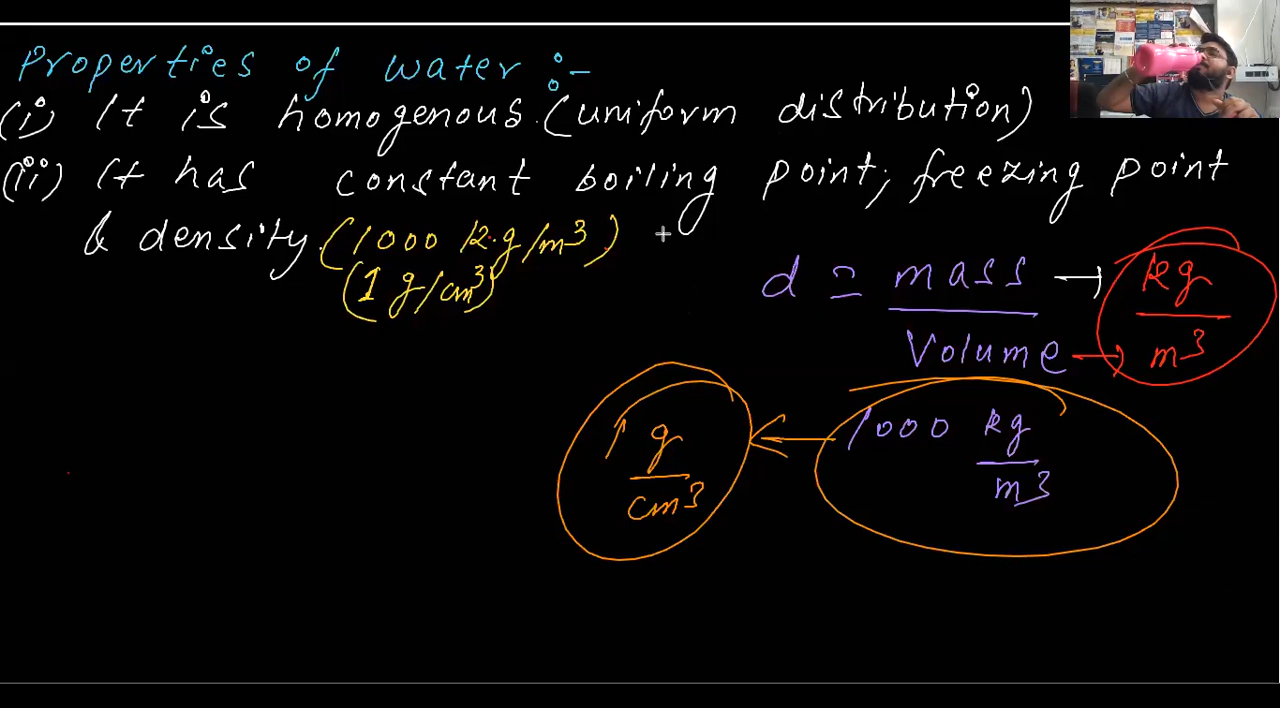 Properties of water :-
(i) It is homogenous. (uniform distribution)
(ii) It has constant boiling point, freezing point
& density. (1000 kg/m3)
(1 g/cm3)
d = mass → kg
Volume → m3
1 g ← 1000 kg
cm3 m3